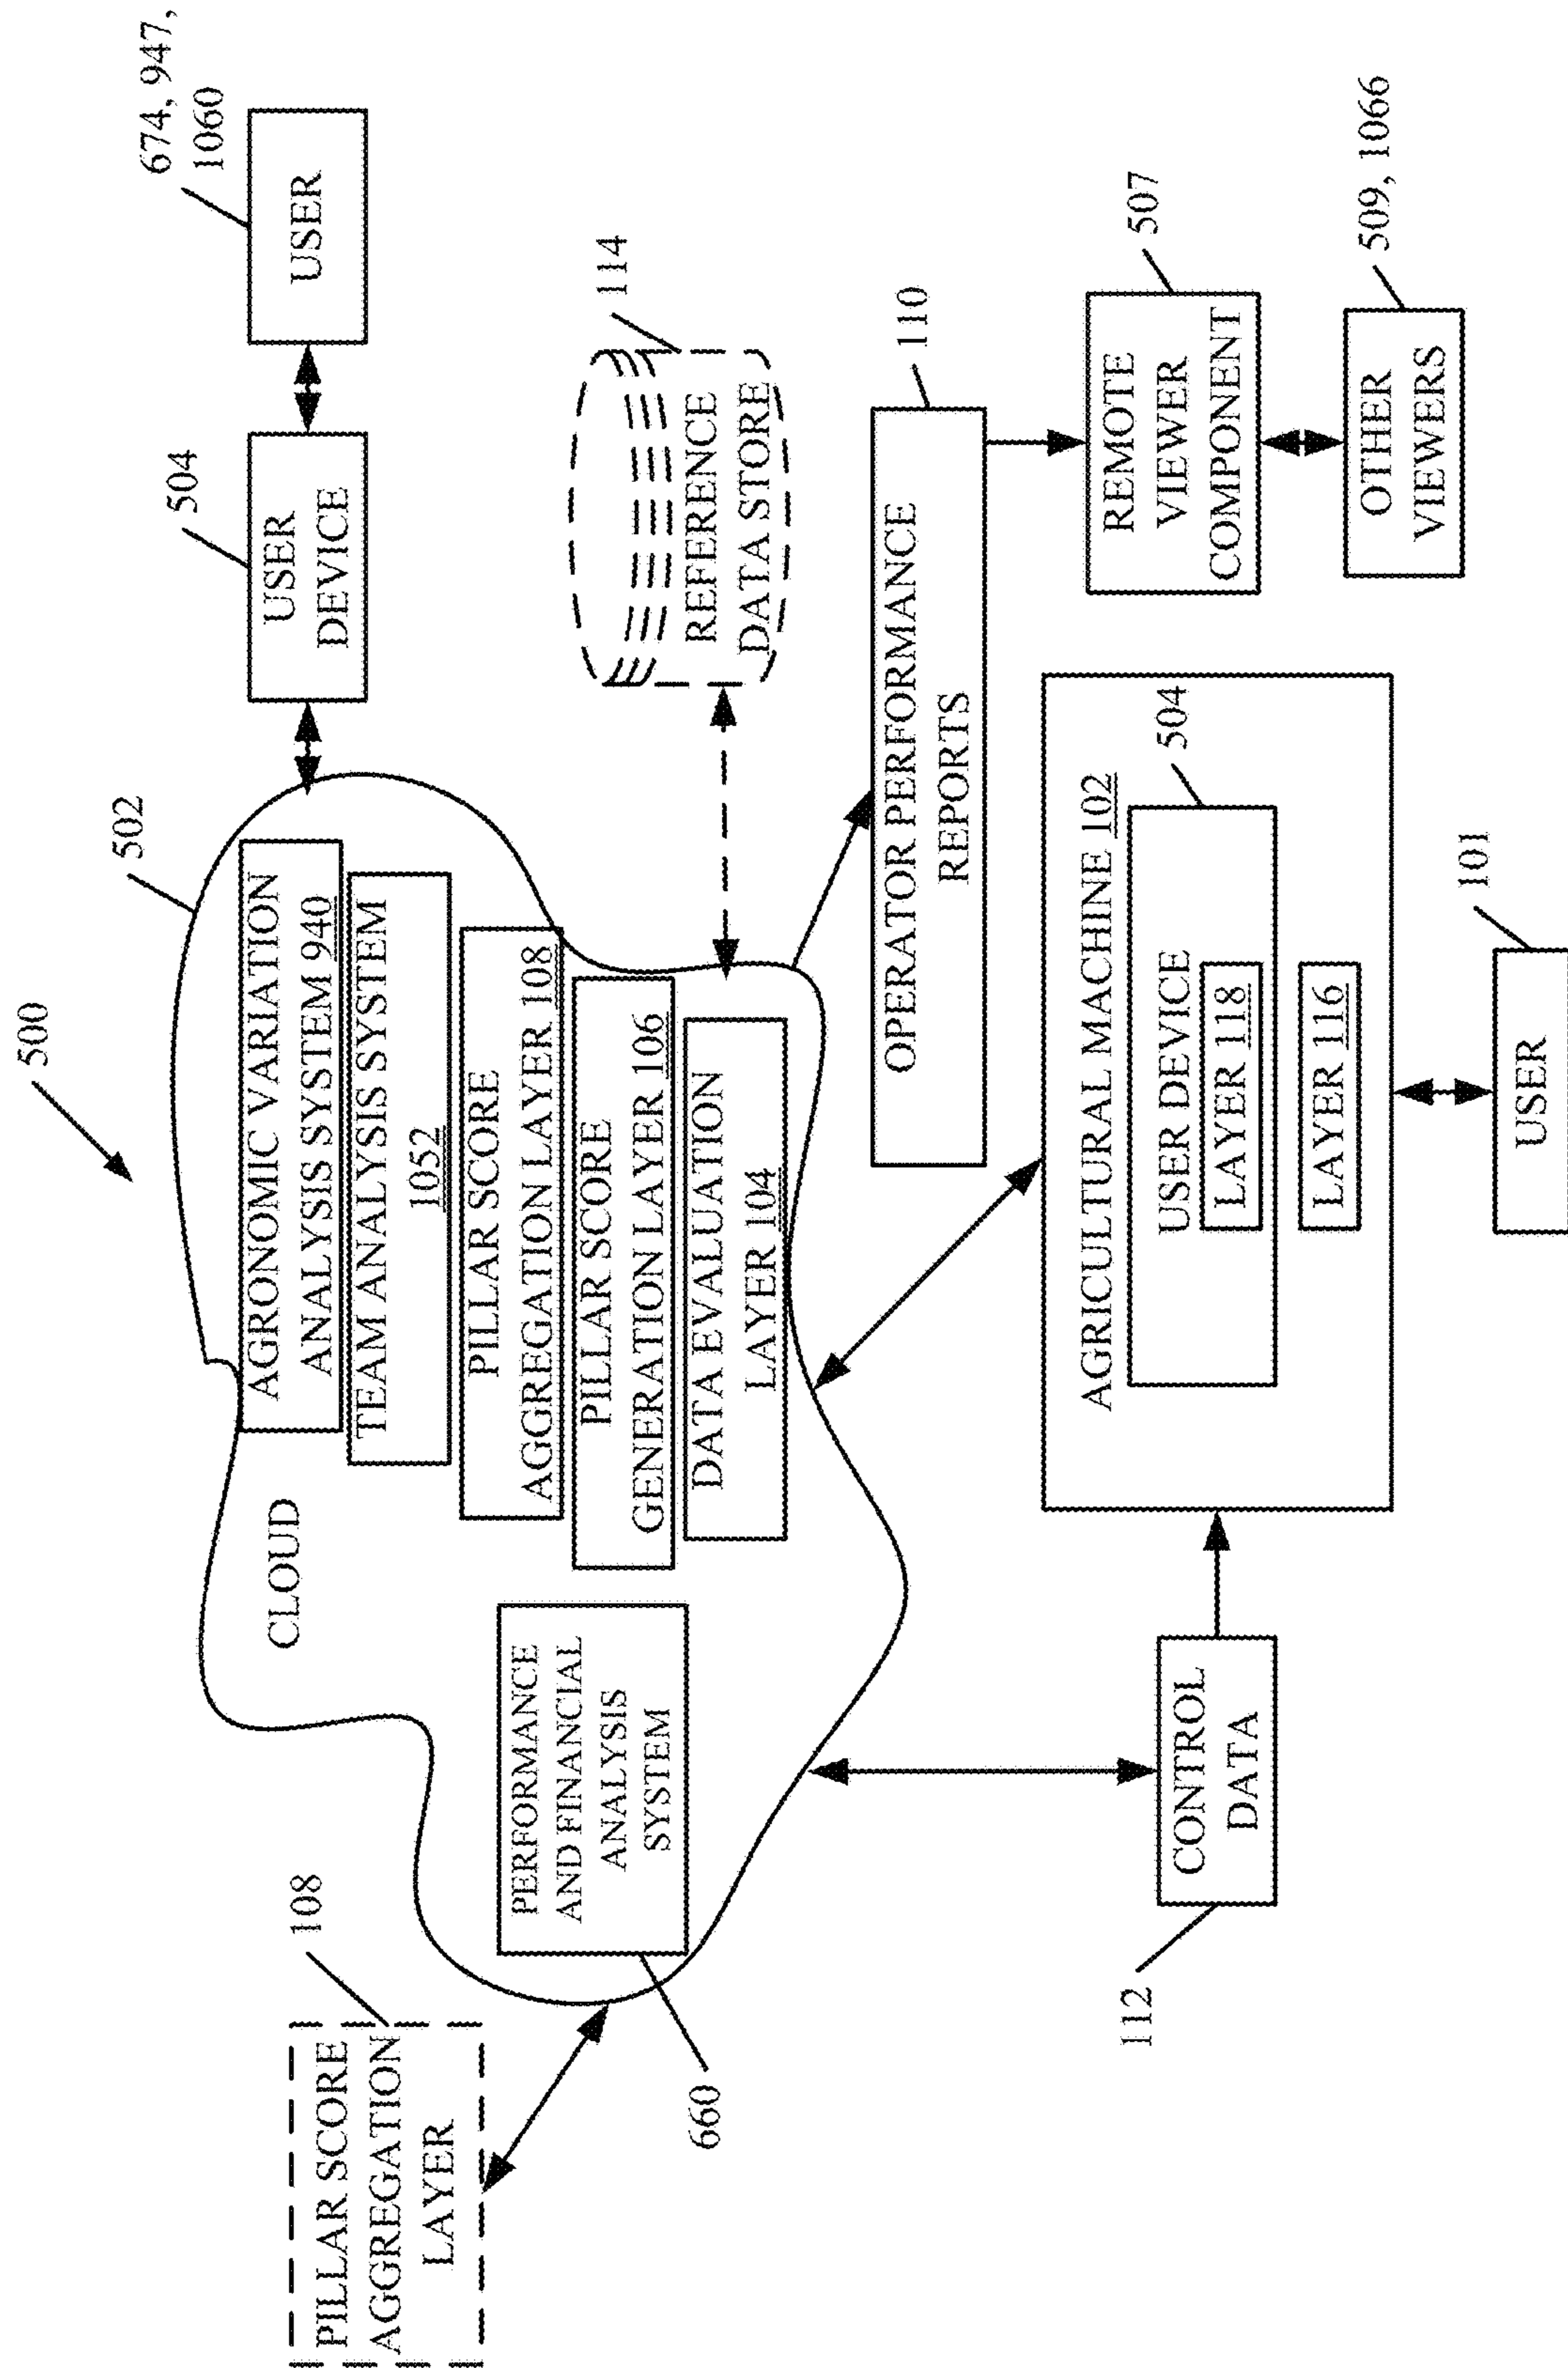 500
502
504
674, 947,
1060
USER
DEVICE
USER
108
PILLAR SCORE
AGGREGATION
LAYER
CLOUD
AGRONOMIC VARIATION
ANALYSIS SYSTEM 940
TEAM ANALYSIS SYSTEM
1052
PILLAR SCORE
AGGREGATION LAYER 108
PILLAR SCORE
GENERATION LAYER 106
DATA EVALUATION
LAYER 104
PERFORMANCE
AND FINANCIAL
ANALYSIS
SYSTEM
660
114
REFERENCE
DATA STORE
110
OPERATOR PERFORMANCE
REPORTS
507
REMOTE
VIEWER
COMPONENT
509, 1066
OTHER
VIEWERS
112
CONTROL
DATA
AGRICULTURAL MACHINE 102
504
USER DEVICE
LAYER 118
LAYER 116
101
USER